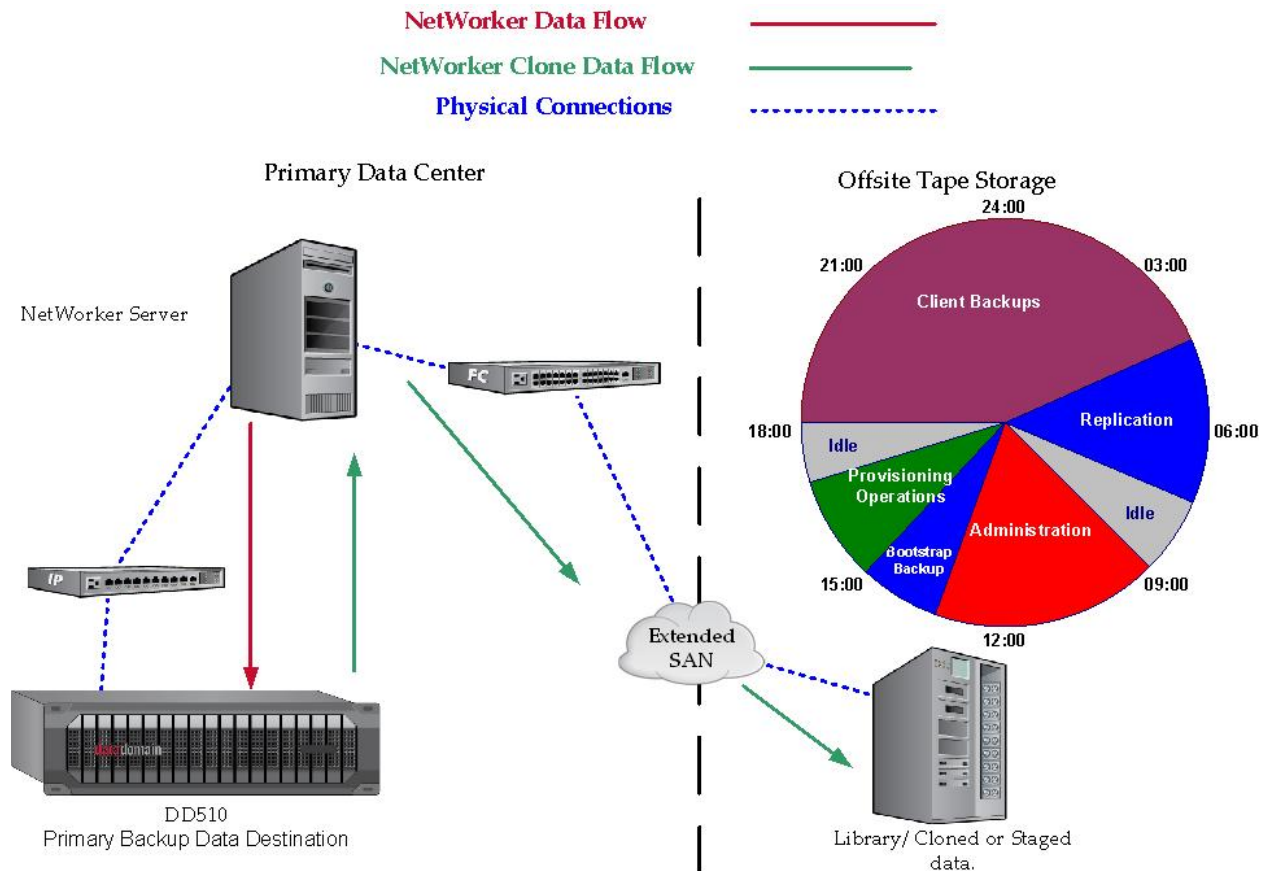 NetWorker Data Flow
NetWorker Clone Data Flow
Physical Connections
Primary Data Center
Offsite Tape Storage
24:00
21:00
03:00
Client Backups
NetWorker Server
FC
18:00
Idle
Replication
06:00
Provisioning
Operations
Administration
Idle
Bootstrap
Backup
IP
15:00
09:00
12:00
Extended
SAN
datadomain
DD510
Primary Backup Data Destination
Library/ Cloned or Staged
data.